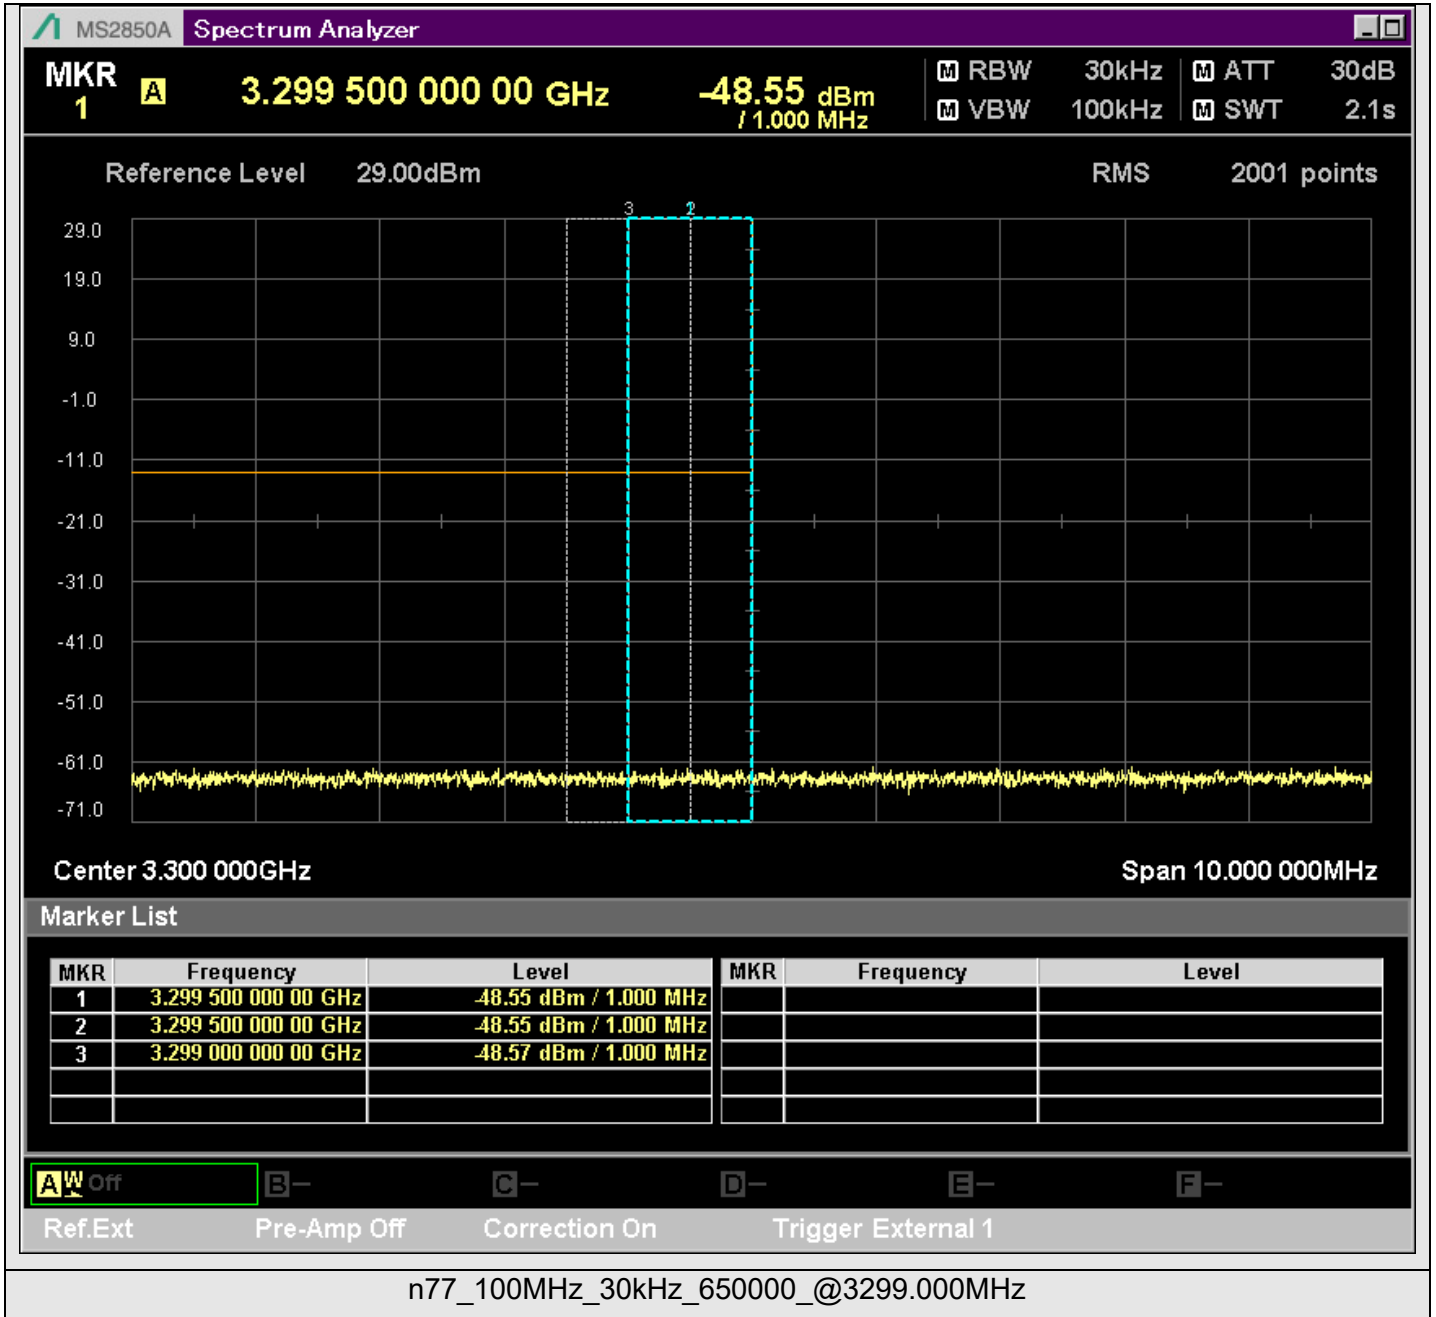 MS2850A Spectrum Analyzer
MKR 1 A 3.299 500 000 00 GHz -48.55 dBm / 1.000 MHz
M RBW 30kHz M ATT 30dB
M VBW 100kHz M SWT 2.1s
Reference Level 29.00dBm RMS 2001 points
3 2
29.0
19.0
9.0
-1.0
-11.0
-21.0
-31.0
-41.0
-51.0
-61.0
-71.0
Center 3.300 000GHz Span 10.000 000MHz
Marker List
MKR Frequency Level MKR Frequency Level
1 3.299 500 000 00 GHz -48.55 dBm / 1.000 MHz
2 3.299 500 000 00 GHz -48.55 dBm / 1.000 MHz
3 3.299 000 000 00 GHz -48.57 dBm / 1.000 MHz
A W Off B - C - D - E - F -
Ref.Ext Pre-Amp Off Correction On Trigger External 1
n77_100MHz_30kHz_650000_@3299.000MHz